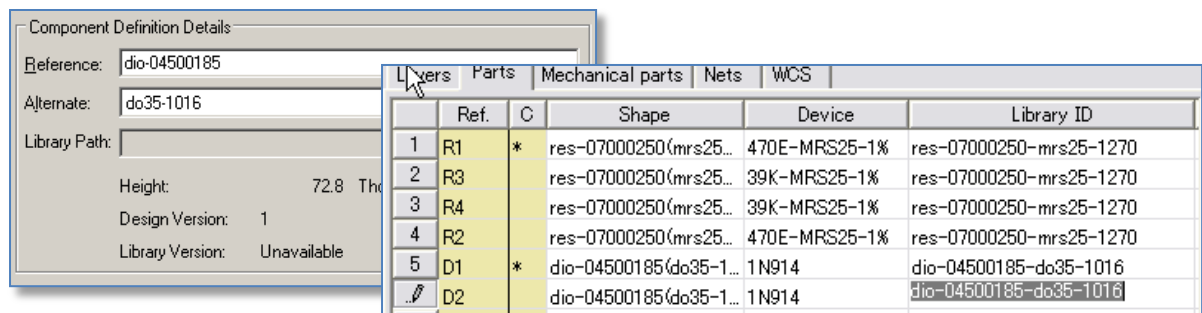 Component Definition Details
Reference: dio-04500185
Alternate: do35-1016
Library Path:
Height: 72.8
Design Version: 1
Library Version: Unavailable
Parts Mechanical parts Nets WCS
Ref. C Shape Device Library ID
1 R1 * res-07000250(mrs25... 470E-MRS25-1% res-07000250-mrs25-1270
2 R3 res-07000250(mrs25... 39K-MRS25-1% res-07000250-mrs25-1270
3 R4 res-07000250(mrs25... 39K-MRS25-1% res-07000250-mrs25-1270
4 R2 res-07000250(mrs25... 470E-MRS25-1% res-07000250-mrs25-1270
5 D1 * dio-04500185(do35-1... 1N914 dio-04500185-do35-1016
D2 dio-04500185(do35-1... 1N914 dio-04500185-do35-1016